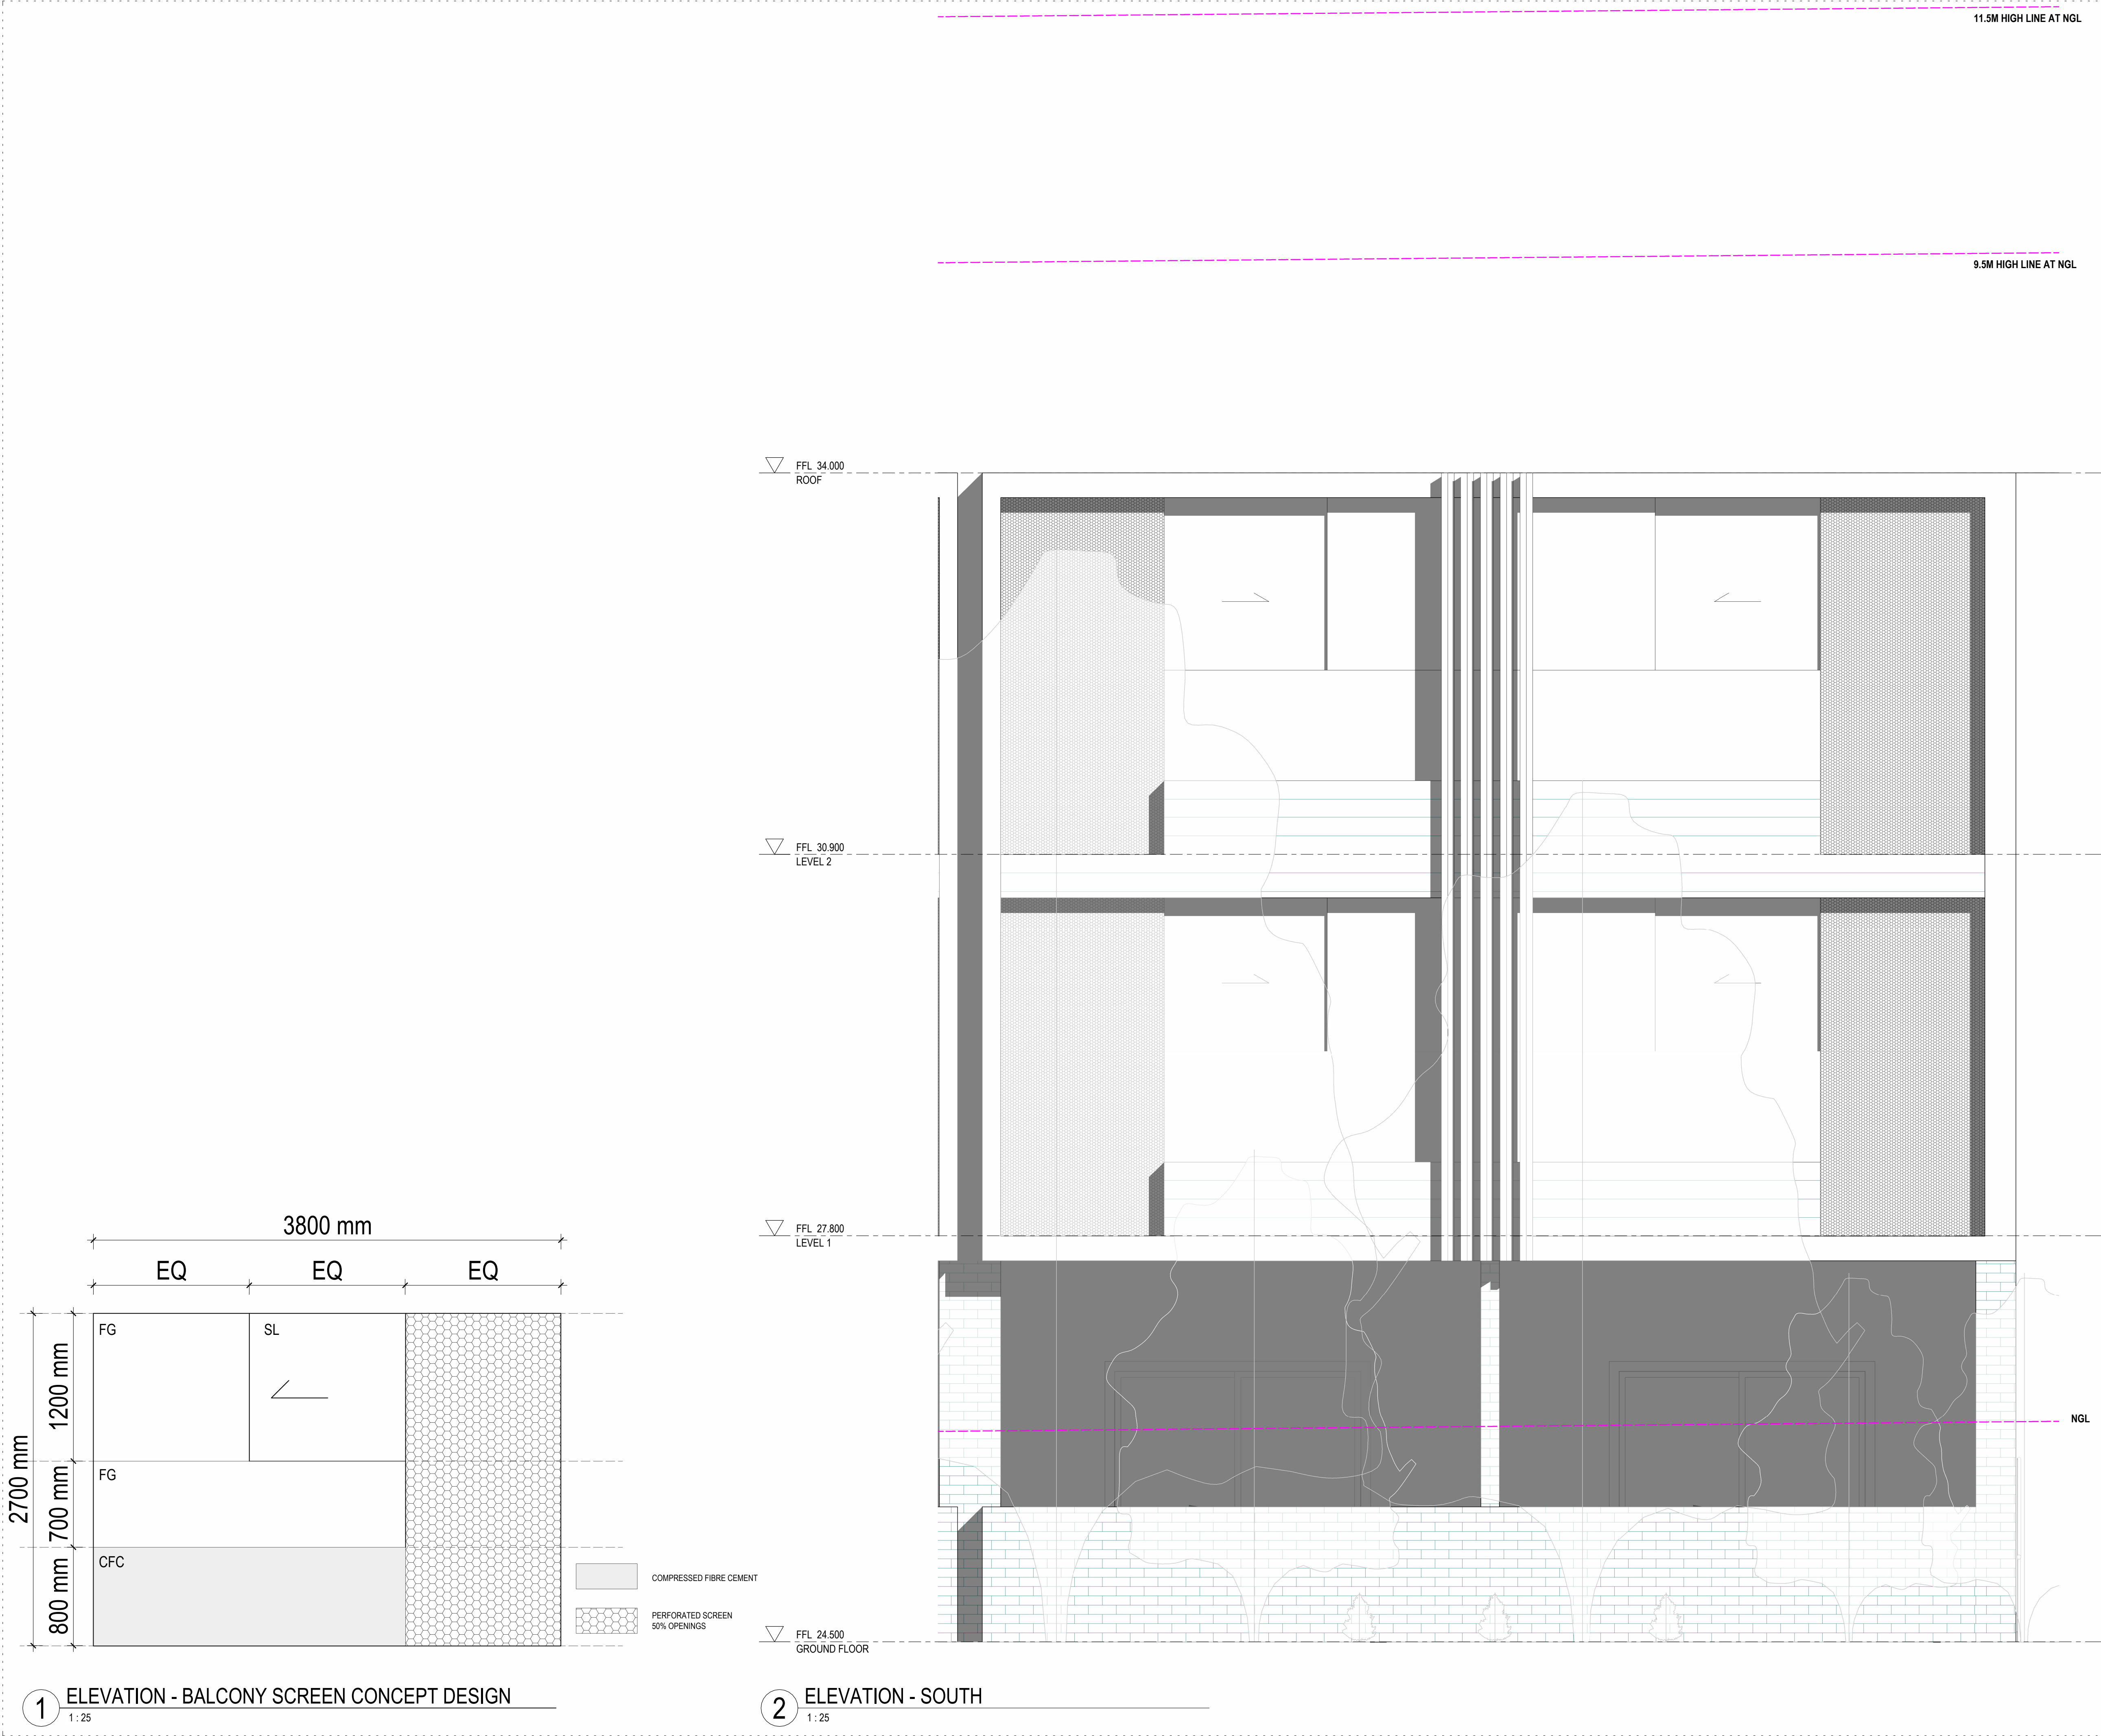 11.5M HIGH LINE AT NGL
9.5M HIGH LINE AT NGL
FFL 34.000
ROOF
FFL 30.900
LEVEL 2
FFL 27.800
LEVEL 1
NGL
FFL 24.500
GROUND FLOOR
3800 mm
EQ EQ EQ
2700 mm
1200 mm
700 mm
800 mm
FG SL
FG
CFC
COMPRESSED FIBRE CEMENT
PERFORATED SCREEN
50% OPENINGS
1 ELEVATION - BALCONY SCREEN CONCEPT DESIGN
1 : 25
2 ELEVATION - SOUTH
1 : 25